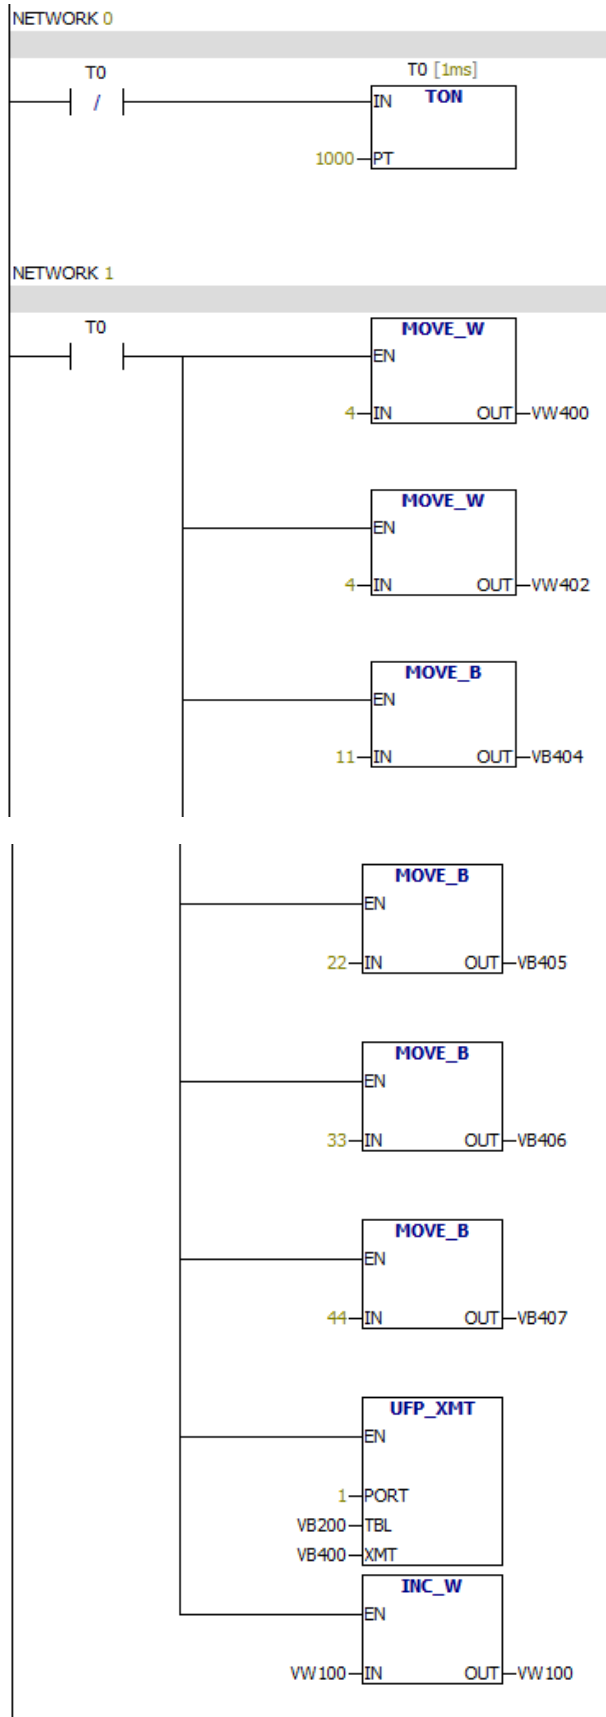 NETWORK 0
T0
/
T0 [1ms]
TON
IN
1000
PT
NETWORK 1
T0
MOVE_W
EN
4 IN OUT VW400
MOVE_W
EN
4 IN OUT VW402
MOVE_B
EN
11 IN OUT VB404
MOVE_B
EN
22 IN OUT VB405
MOVE_B
EN
33 IN OUT VB406
MOVE_B
EN
44 IN OUT VB407
UFP_XMT
EN
1 PORT
VB200 TBL
VB400 XMT
INC_W
EN
VW100 IN OUT VW100